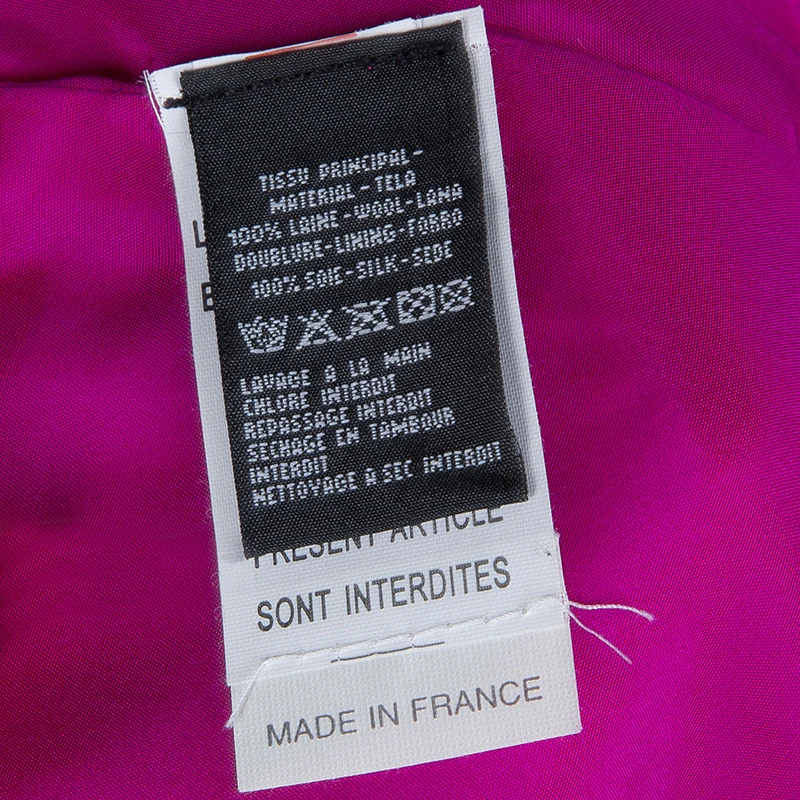 TISSU PRINCIPAL-
MATERIAL-TELA
100% LAINE-WOOL-LANA
DOUBLURE-LINING-FORRO
100% SOIE-SILK-SEDE
LAVAGE A LA MAIN
CHLORE INTERDIT
REPASSAGE INTERDIT
SECHAGE EN TAMBOUR
INTERDIT
NETTOYAGE A SEC INTERDIT
PRESENT ARTICLE
SONT INTERDITES
MADE IN FRANCE